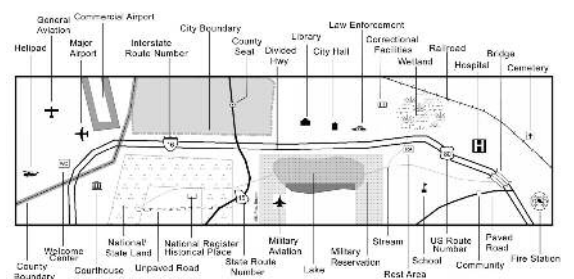 General
Aviation
Commercial Airport
Helipad
Major
Airport
Interstate
Route Number
City Boundary
County
Seat
Divided
Hwy
Library
City Hall
Law Enforcement
Correctional
Facilities
Wetland
Railroad
Hospital
Bridge
Cemetery
16
H
80
County
Boundary
Welcome
Center
Courthouse
National/
State Land
Unpaved Road
National Register
Historical Place
State Route
Number
Military
Aviation
Lake
Military
Reservation
Stream
Rest Area
School
US Route
Number
Community
Paved
Road
Fire Station